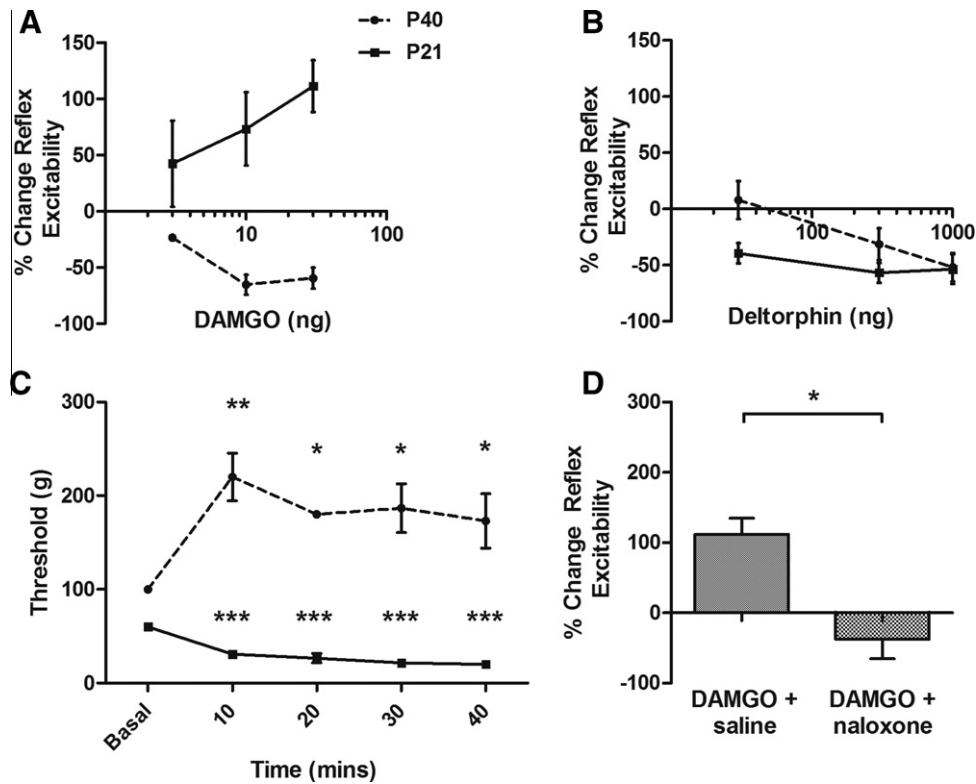 A
P40
P21
B
150
100
50
0
-50
-100
10
100
% Change Reflex
Excitability
DAMGO (ng)
150
100
50
0
-50
-100
100
1000
% Change Reflex
Excitability
Deltorphin (ng)
C
300
200
100
0
Threshold (g)
**
*
*
*
***
***
***
***
Basal
10
20
30
40
Time (mins)
D
300
200
100
0
-100
% Change Reflex
Excitability
*
DAMGO +
saline
DAMGO +
naloxone